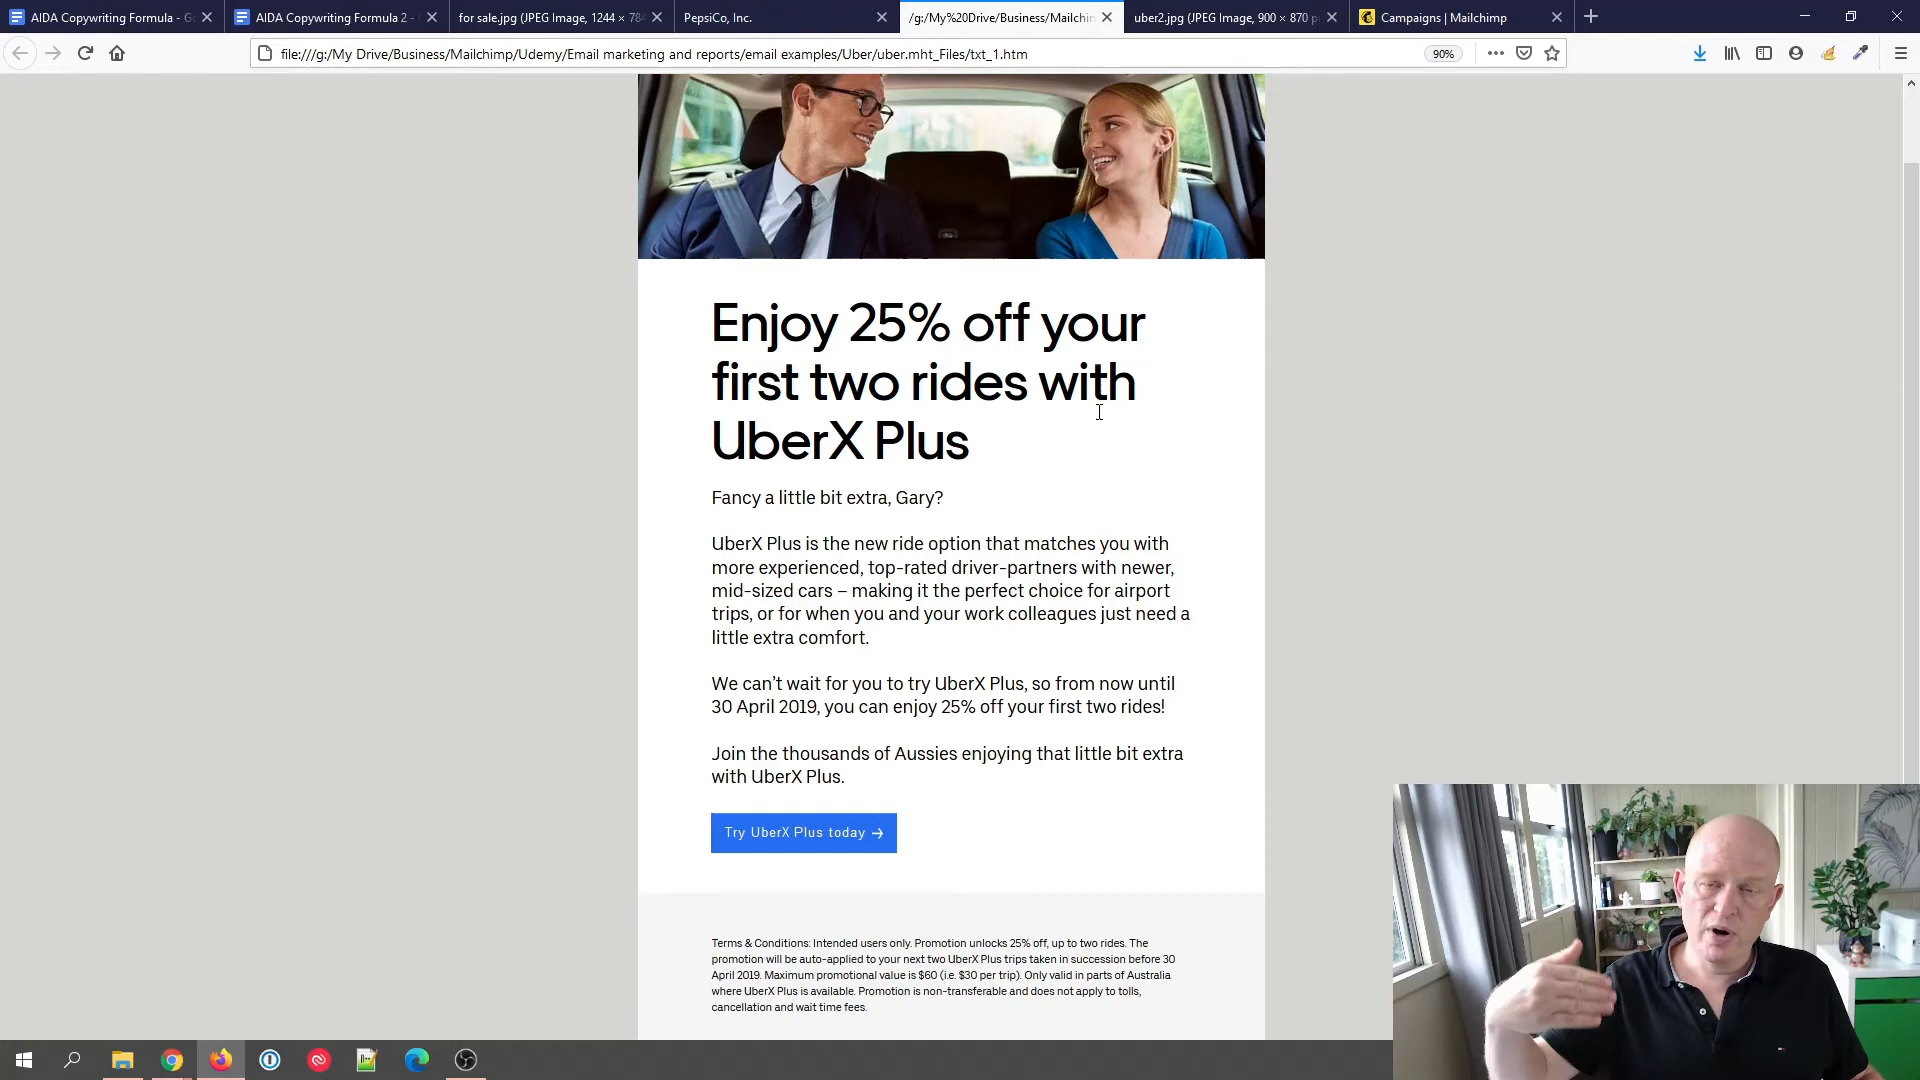 AIDA Copywriting Formula - Go
AIDA Copywriting Formula 2 -
for sale.jpg (JPEG Image, 1244 × 784
PepsiCo, Inc.
/g:/My%20Drive/Business/Mailchim
uber2.jpg (JPEG Image, 900 × 870 p
Campaigns | Mailchimp
file:///g:/My Drive/Business/Mailchimp/Udemy/Email marketing and reports/email examples/Uber/uber.mht_Files/txt_1.htm
90%
Enjoy 25% off your
first two rides with
UberX Plus
Fancy a little bit extra, Gary?
UberX Plus is the new ride option that matches you with
more experienced, top-rated driver-partners with newer,
mid-sized cars – making it the perfect choice for airport
trips, or for when you and your work colleagues just need a
little extra comfort.
We can’t wait for you to try UberX Plus, so from now until
30 April 2019, you can enjoy 25% off your first two rides!
Join the thousands of Aussies enjoying that little bit extra
with UberX Plus.
Try UberX Plus today →
Terms & Conditions: Intended users only. Promotion unlocks 25% off, up to two rides. The
promotion will be auto-applied to your next two UberX Plus trips taken in succession before 30
April 2019. Maximum promotional value is $60 (i.e. $30 per trip). Only valid in parts of Australia
where UberX Plus is available. Promotion is non-transferable and does not apply to tolls,
cancellation and wait time fees.